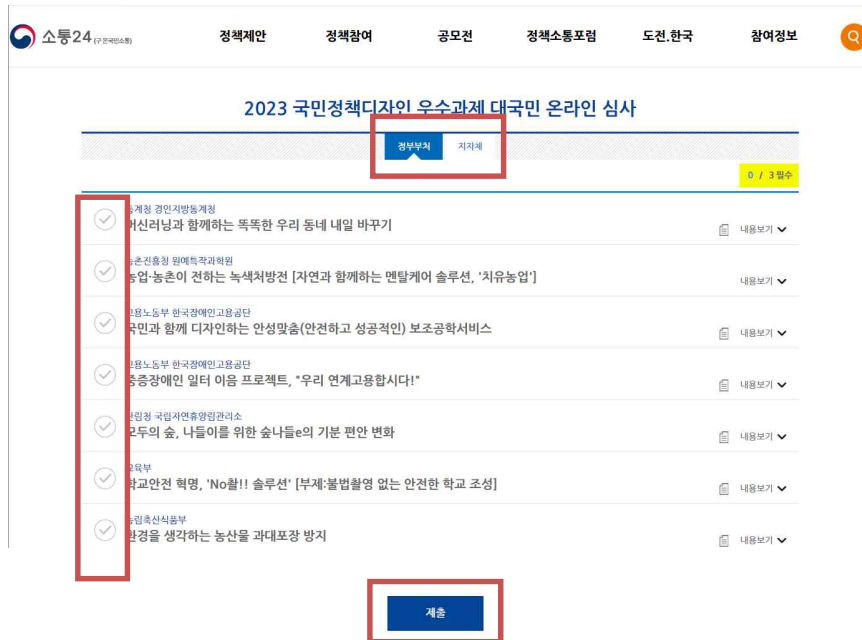 소통24 (구 온국민소통)
정책제안 정책참여 공모전 정책소통포럼 도전.한국 참여정보
2023 국민정책디자인 우수과제 대국민 온라인 심사
정부부처 지자체
0 / 3 필수
통계청 경인지방통계청
머신러닝과 함께하는 똑똑한 우리 동네 내일 바꾸기
내용보기
농촌진흥청 원예특작과학원
농업·농촌이 전하는 녹색처방전 [자연과 함께하는 멘탈케어 솔루션, '치유농업']
내용보기
고용노동부 한국장애인고용공단
국민과 함께 디자인하는 안성맞춤(안전하고 성공적인) 보조공학서비스
내용보기
고용노동부 한국장애인고용공단
중증장애인 일터 이음 프로젝트, "우리 연계고용합시다!"
내용보기
산림청 국립자연휴양림관리소
모두의 숲, 나들이를 위한 숲나들e의 기분 편안 변화
내용보기
교육부
학교안전 혁명, 'No촬!! 솔루션' [부제:불법촬영 없는 안전한 학교 조성]
내용보기
농림축산식품부
환경을 생각하는 농산물 과대포장 방지
내용보기
제출